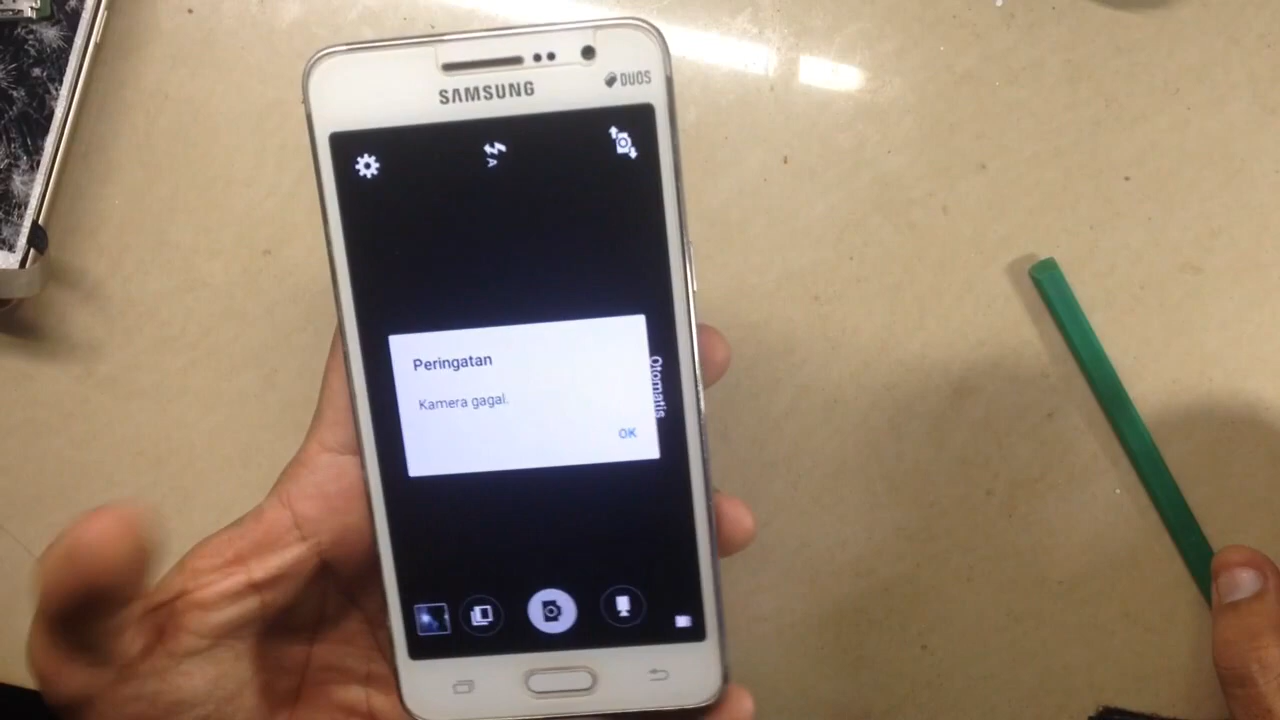 SAMSUNG
DUOS
A
Peringatan
Kamera gagal.
OK
Otomatis